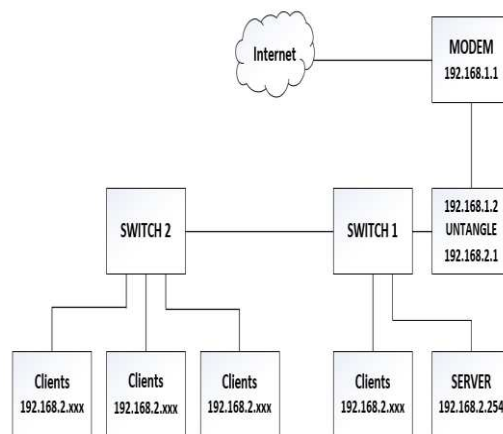 Internet
MODEM
192.168.1.1
192.168.1.2
UNTANGLE
192.168.2.1
SWITCH 2
SWITCH 1
Clients
192.168.2.xxx
Clients
192.168.2.xxx
Clients
192.168.2.xxx
Clients
192.168.2.xxx
SERVER
192.168.2.254